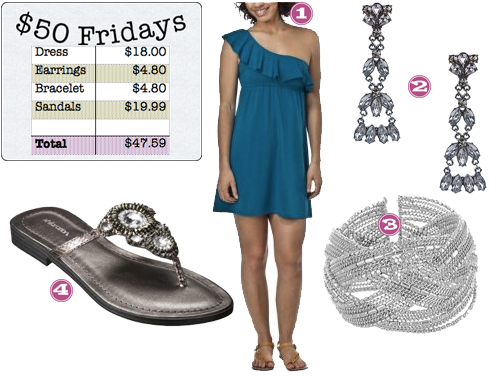 $50 Fridays
Dress $18.00
Earrings $4.80
Bracelet $4.80
Sandals $19.99
Total $47.59
1
2
3
4